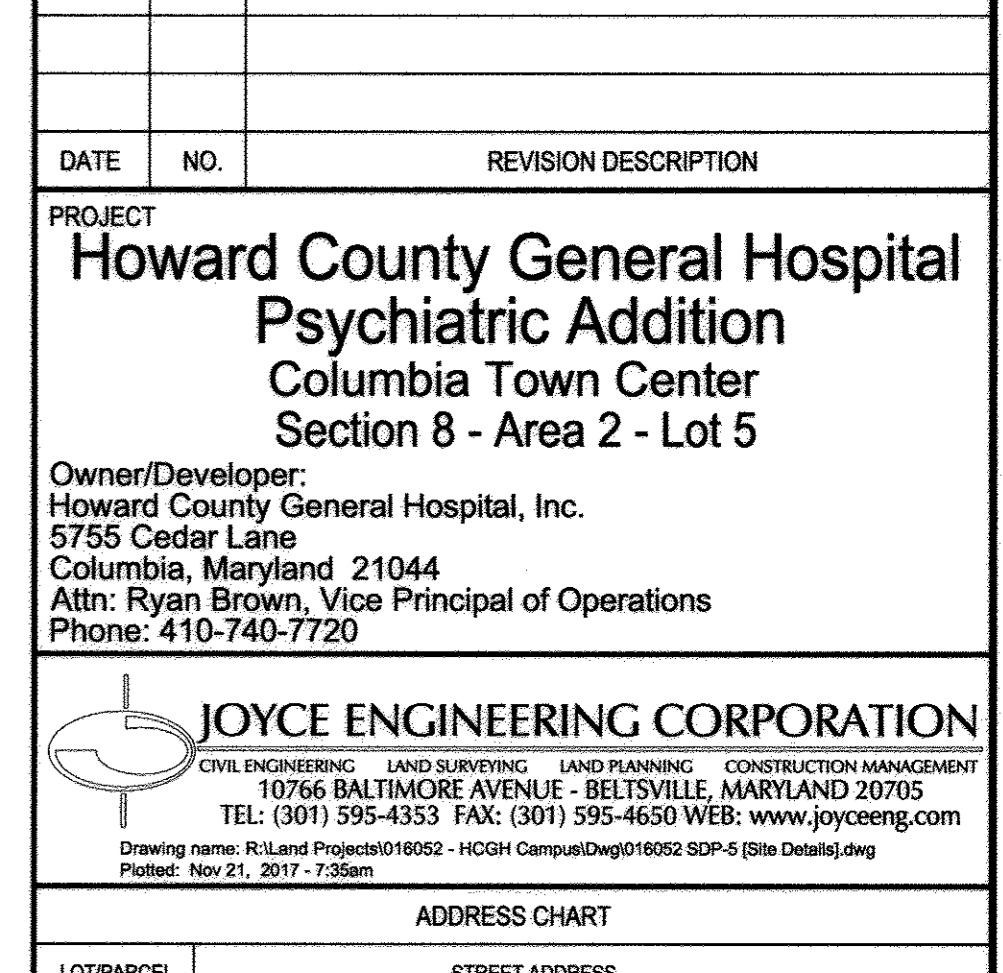 DATE NO. REVISION DESCRIPTION
PROJECT
Howard County General Hospital
Psychiatric Addition
Columbia Town Center
Section 8 - Area 2 - Lot 5
Owner/Developer:
Howard County General Hospital, Inc.
5755 Cedar Lane
Columbia, Maryland 21044
Attn: Ryan Brown, Vice Principal of Operations
Phone: 410-740-7720
JOYCE ENGINEERING CORPORATION
CIVIL ENGINEERING LAND SURVEYING LAND PLANNING CONSTRUCTION MANAGEMENT
10766 BALTIMORE AVENUE - BELTSVILLE, MARYLAND 20705
TEL: (301) 595-4353 FAX: (301) 595-4650 WEB: www.joyceeng.com
Drawing name: R:\Land Projects\016052 - HCGH Campus\Dwg\016052 SDP-5 [Site Details].dwg
Plotted: Nov 21, 2017 - 7:35am
ADDRESS CHART
LOT/PARCEL STREET ADDRESS